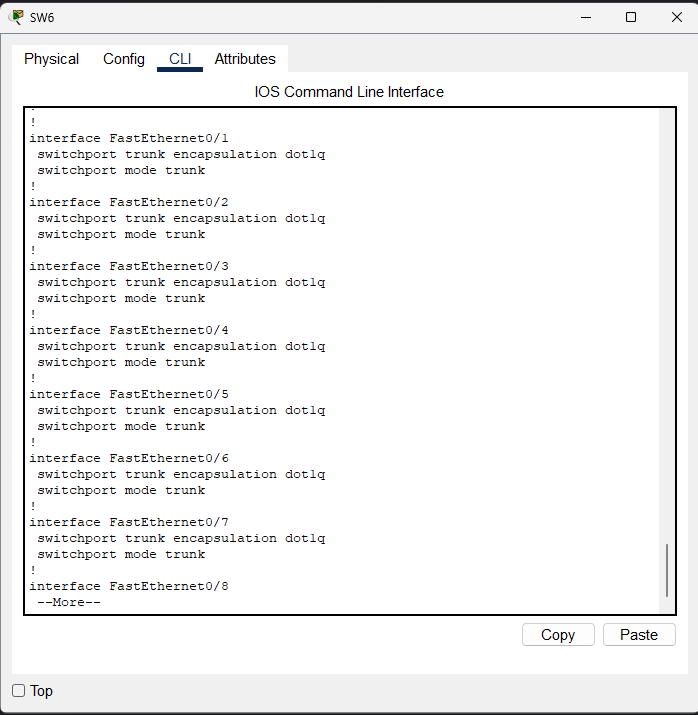 SW6
Physical Config CLI Attributes
IOS Command Line Interface
!
interface FastEthernet0/1
switchport trunk encapsulation dot1q
switchport mode trunk
!
interface FastEthernet0/2
switchport trunk encapsulation dot1q
switchport mode trunk
!
interface FastEthernet0/3
switchport trunk encapsulation dot1q
switchport mode trunk
!
interface FastEthernet0/4
switchport trunk encapsulation dot1q
switchport mode trunk
!
interface FastEthernet0/5
switchport trunk encapsulation dot1q
switchport mode trunk
!
interface FastEthernet0/6
switchport trunk encapsulation dot1q
switchport mode trunk
!
interface FastEthernet0/7
switchport trunk encapsulation dot1q
switchport mode trunk
!
interface FastEthernet0/8
--More--
Copy Paste
Top